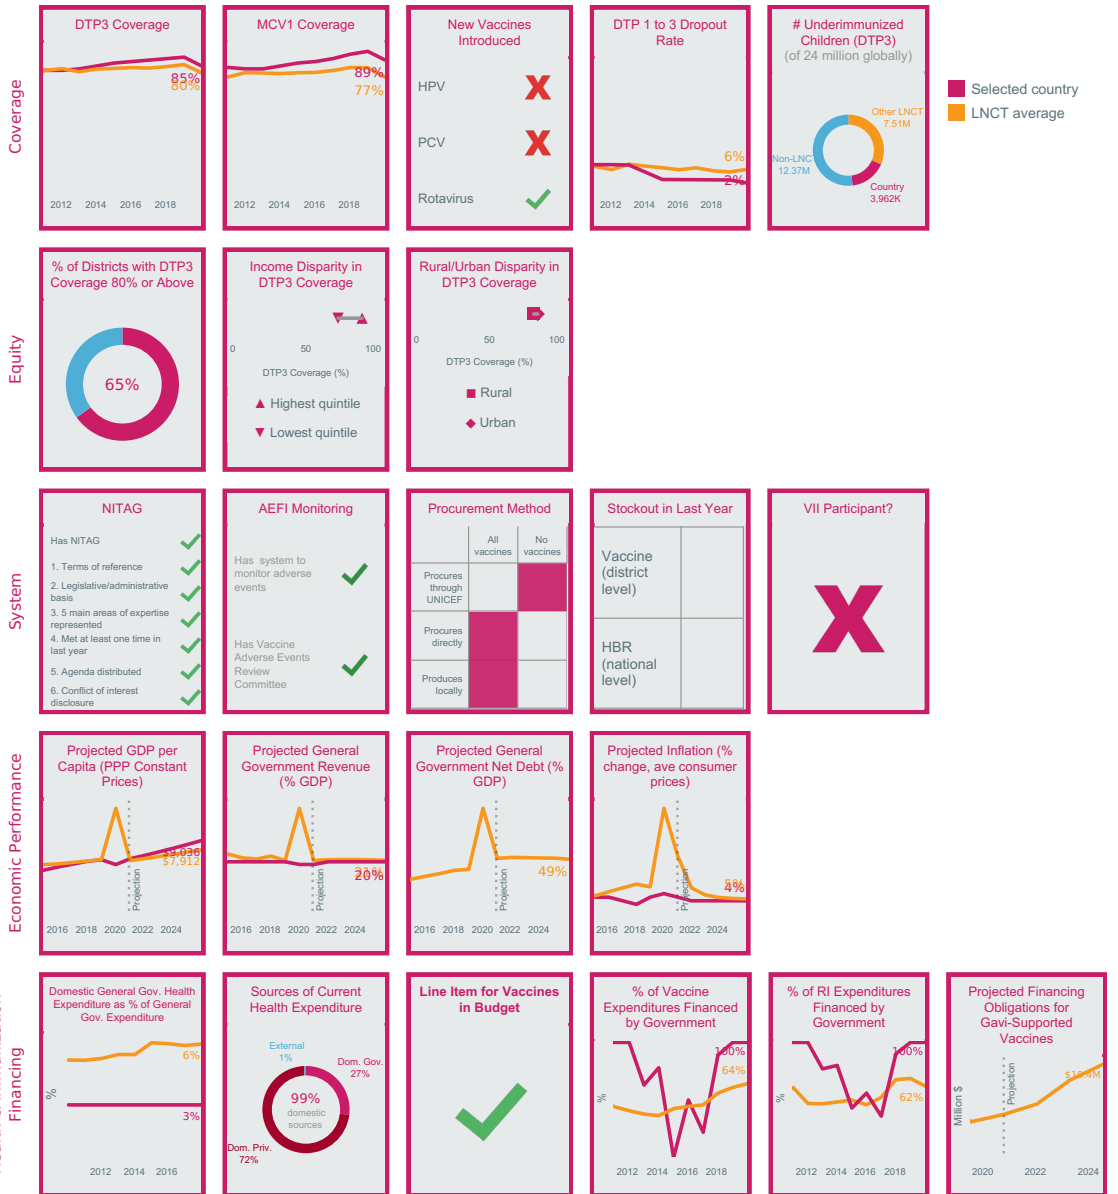 Coverage
DTP3 Coverage
85%
80%
2012 2014 2016 2018
MCV1 Coverage
89%
77%
2012 2014 2016 2018
New Vaccines
Introduced
HPV
PCV
Rotavirus
DTP 1 to 3 Dropout
Rate
6%
2%
2012 2014 2016 2018
# Underimmunized
Children (DTP3)
(of 24 million globally)
Other LNCT
7.51M
Non-LNCT
12.37M
Country
3,962K
Selected country
LNCT average
Equity
% of Districts with DTP3
Coverage 80% or Above
65%
Income Disparity in
DTP3 Coverage
0 50 100
DTP3 Coverage (%)
Highest quintile
Lowest quintile
Rural/Urban Disparity in
DTP3 Coverage
0 50 100
DTP3 Coverage (%)
Rural
Urban
System
NITAG
Has NITAG
1. Terms of reference
2. Legislative/administrative
basis
3. 5 main areas of expertise
represented
4. Met at least one time in
last year
5. Agenda distributed
6. Conflict of interest
disclosure
AEFI Monitoring
Has system to
monitor adverse
events
Has Vaccine
Adverse Events
Review
Committee
Procurement Method
All
vaccines
No
vaccines
Procures
through
UNICEF
Procures
directly
Produces
locally
Stockout in Last Year
Vaccine
(district
level)
HBR
(national
level)
VII Participant?
Economic Performance
Projected GDP per
Capita (PPP Constant
Prices)
$9,036
$7,912
Projection
2016 2018 2020 2022 2024
Projected General
Government Revenue
(% GDP)
21%
20%
Projection
2016 2018 2020 2022 2024
Projected General
Government Net Debt (%
GDP)
49%
Projection
2016 2018 2020 2022 2024
Projected Inflation (%
change, ave consumer
prices)
5%
4%
Projection
2016 2018 2020 2022 2024
Financing
Domestic General Gov. Health
Expenditure as % of General
Gov. Expenditure
%
6%
3%
2012 2014 2016
Sources of Current
Health Expenditure
External
1%
Dom. Gov.
27%
99%
domestic
sources
Dom. Priv.
72%
Line Item for Vaccines
in Budget
% of Vaccine
Expenditures Financed
by Government
%
100%
64%
2012 2014 2016 2018
% of RI Expenditures
Financed by
Government
%
100%
62%
2012 2014 2016 2018
Projected Financing
Obligations for
Gavi-Supported
Vaccines
Million $
Projection
2020 2022 2024